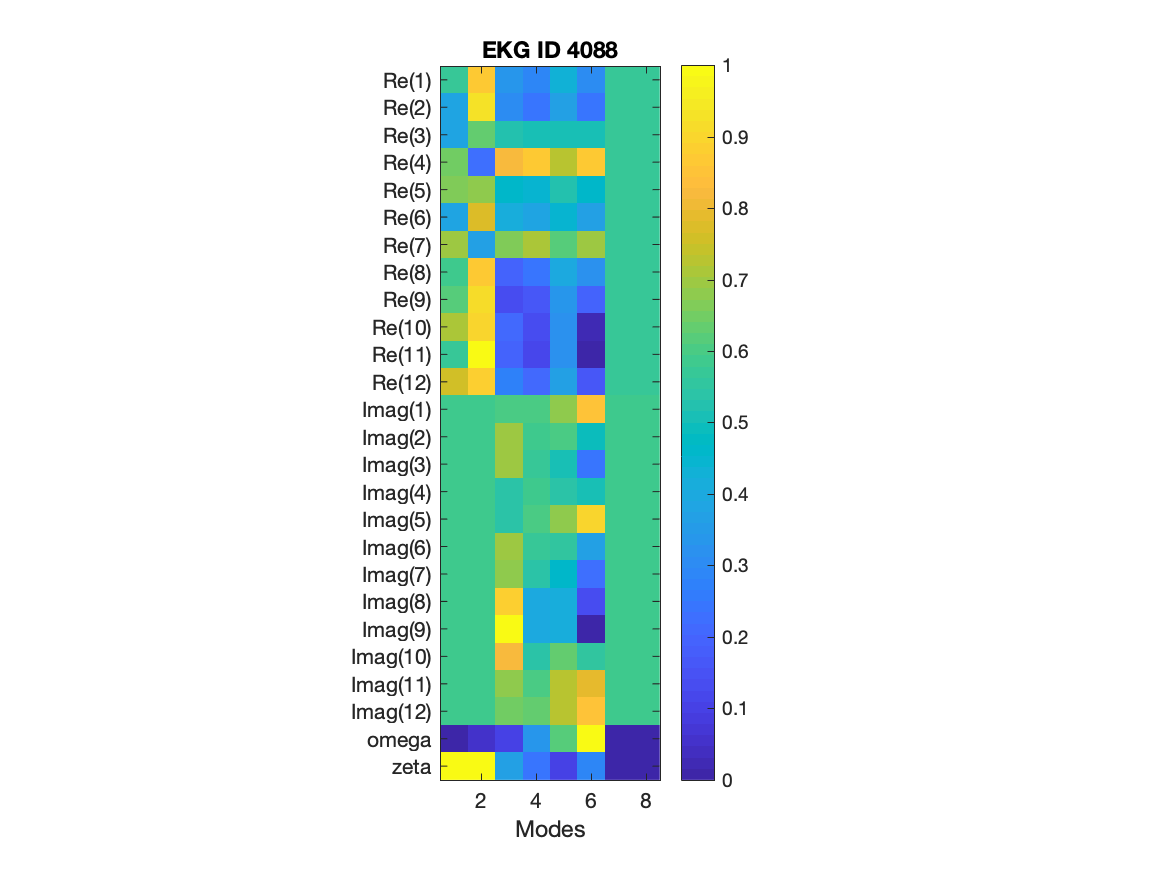 EKG ID 4088
Re(1)
Re(2)
Re(3)
Re(4)
Re(5)
Re(6)
Re(7)
Re(8)
Re(9)
Re(10)
Re(11)
Re(12)
Imag(1)
Imag(2)
Imag(3)
Imag(4)
Imag(5)
Imag(6)
Imag(7)
Imag(8)
Imag(9)
Imag(10)
Imag(11)
Imag(12)
omega
zeta
2 4 6 8
Modes
1
0.9
0.8
0.7
0.6
0.5
0.4
0.3
0.2
0.1
0